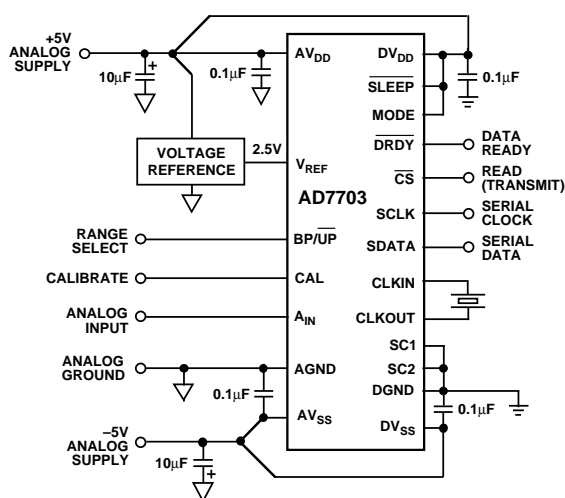 +5V
ANALOG
SUPPLY
10µF
+
0.1µF
AVDD
DVDD
0.1µF
SLEEP
MODE
VOLTAGE
REFERENCE
2.5V
VREF
DRDY
DATA
READY
CS
READ
(TRANSMIT)
AD7703
SCLK
SERIAL
CLOCK
RANGE
SELECT
BP/UP
SDATA
SERIAL
DATA
CALIBRATE
CAL
CLKIN
ANALOG
INPUT
AIN
CLKOUT
SC1
ANALOG
GROUND
AGND
SC2
DGND
0.1µF
0.1µF
AVSS
DVSS
–5V
ANALOG
SUPPLY
10µF
+